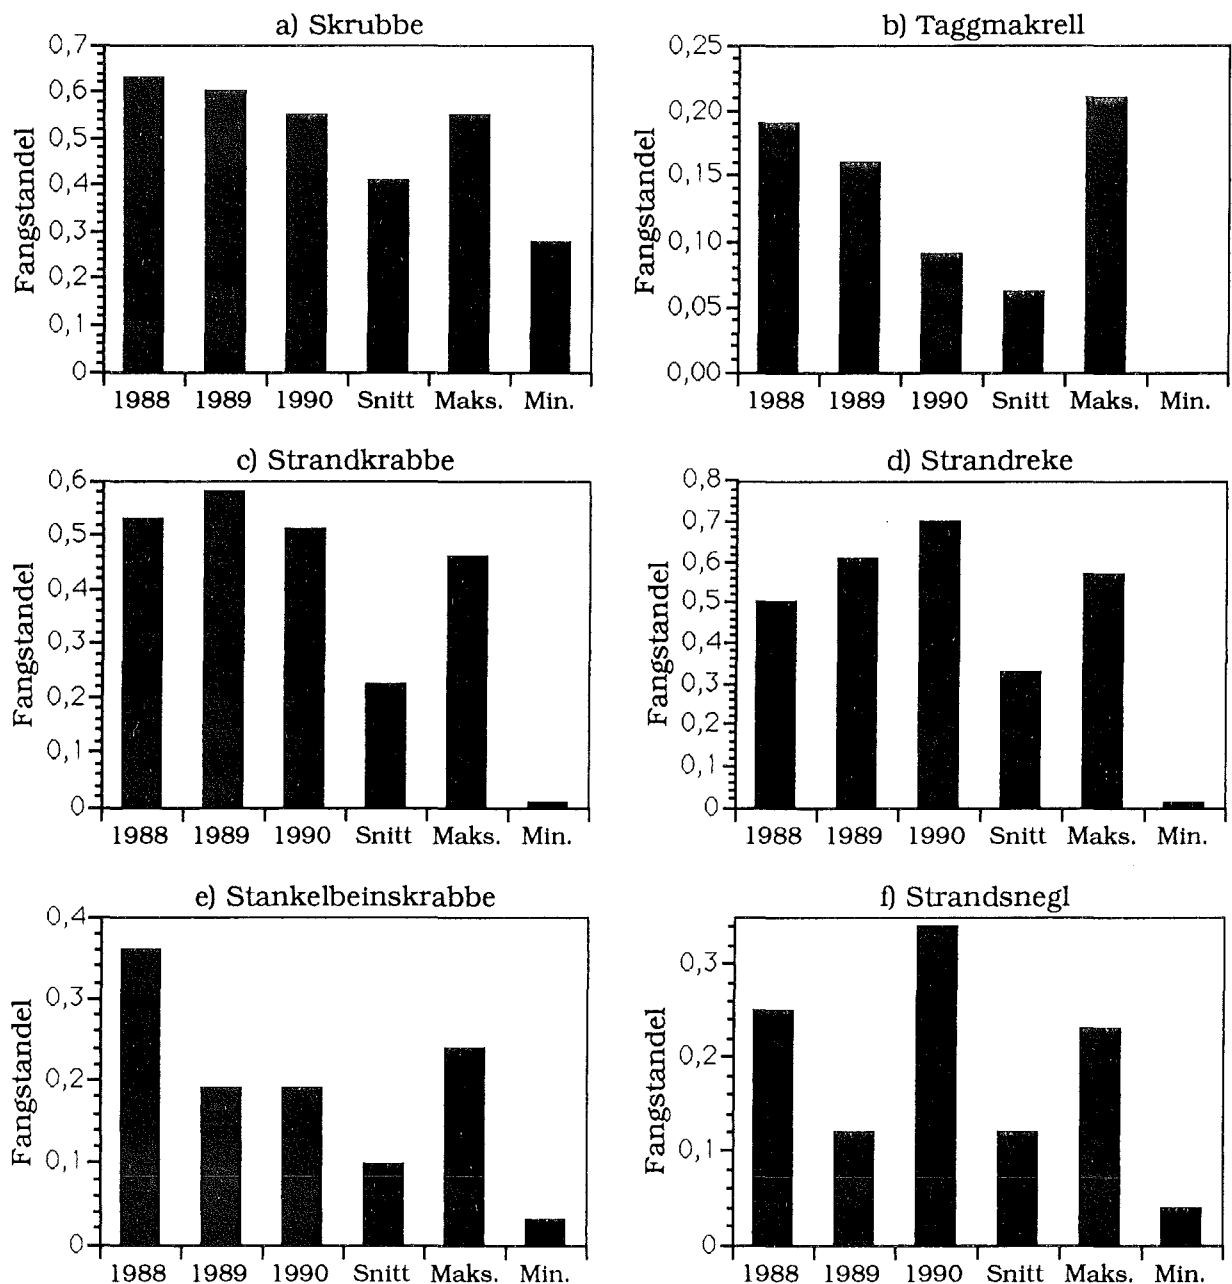 a) Skrubbe
Fangstandel
0,7
0,6
0,5
0,4
0,3
0,2
0,1
0
1988 1989 1990 Snitt Maks. Min.
b) Taggmakrell
Fangstandel
0,25
0,20
0,15
0,10
0,05
0,00
1988 1989 1990 Snitt Maks. Min.
c) Strandkrabbe
Fangstandel
0,6
0,5
0,4
0,3
0,2
0,1
0
1988 1989 1990 Snitt Maks. Min.
d) Strandreke
Fangstandel
0,8
0,7
0,6
0,5
0,4
0,3
0,2
0,1
0
1988 1989 1990 Snitt Maks. Min.
e) Stankelbeinskrabbe
Fangstandel
0,4
0,3
0,2
0,1
0
1988 1989 1990 Snitt Maks. Min.
f) Strandsnegl
Fangstandel
0,3
0,2
0,1
0
1988 1989 1990 Snitt Maks. Min.